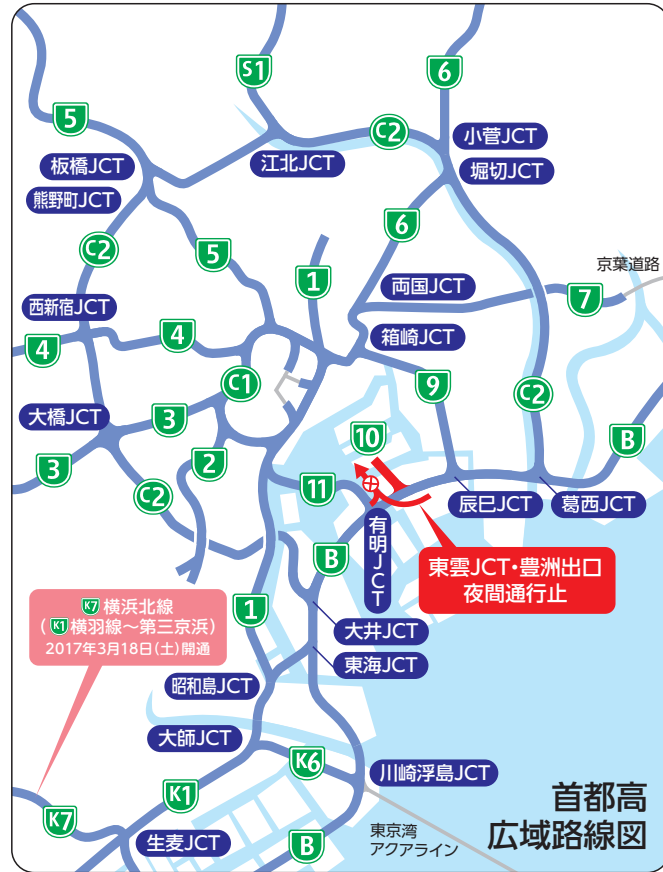 S1
6
5
C2
小菅JCT
江北JCT
板橋JCT
堀切JCT
熊野町JCT
6
C2
5
京葉道路
1
両国JCT
7
西新宿JCT
箱崎JCT
4
4
C1
9
C2
大橋JCT
3
10
B
2
3
11
C2
辰巳JCT
葛西JCT
有明JCT
B
東雲JCT・豊洲出口
夜間通行止
K7 横浜北線
(K1 横羽線～第三京浜)
2017年3月18日(土)開通
1
大井JCT
東海JCT
昭和島JCT
大師JCT
K6
川崎浮島JCT
K1
首都高
広域路線図
K7
東京湾
アクアライン
生麦JCT
B